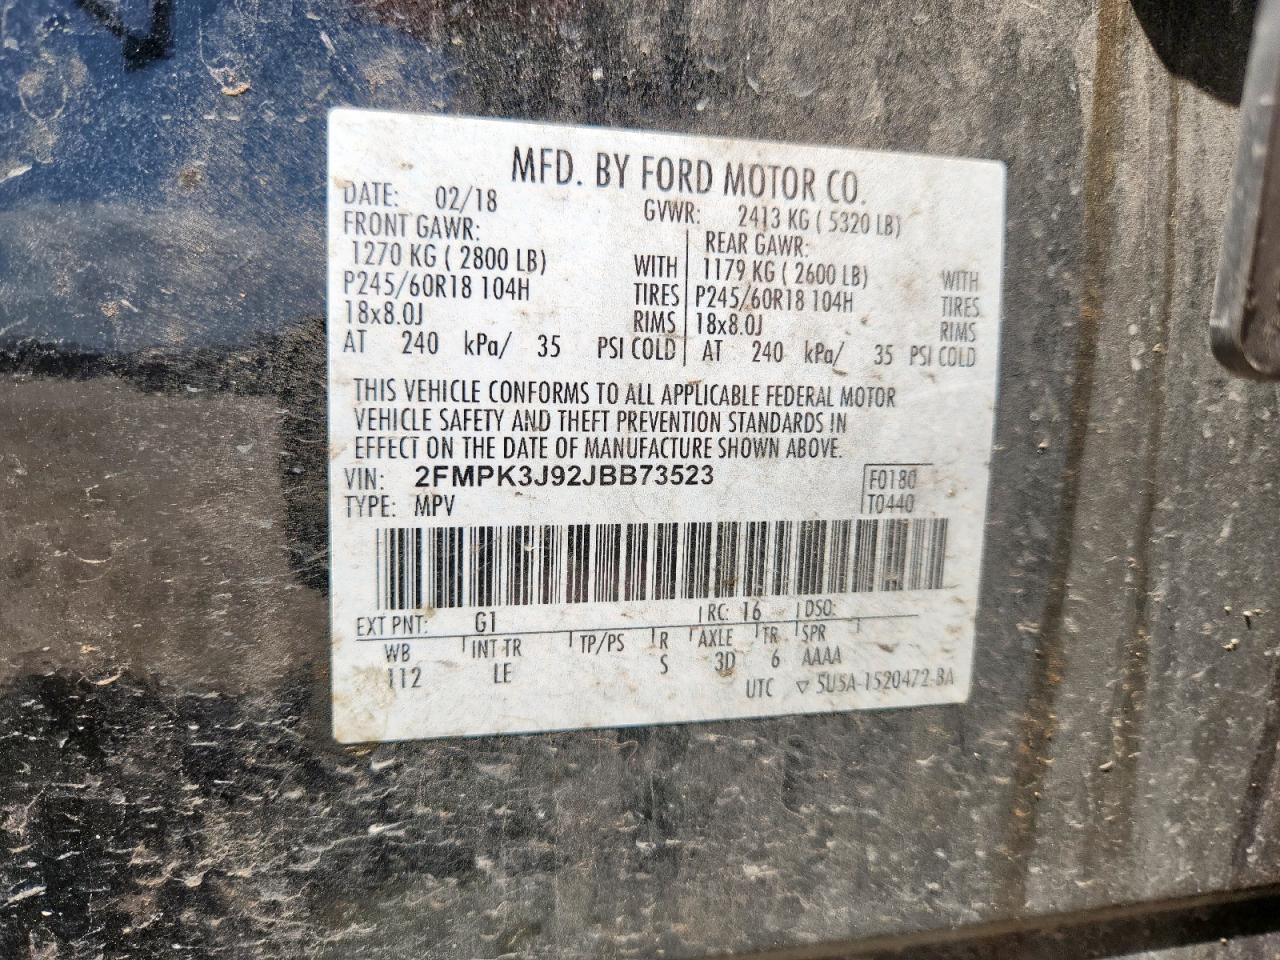 MFD. BY FORD MOTOR CO.
DATE: 02/18 GVWR: 2413 KG ( 5320 LB)
FRONT GAWR: REAR GAWR:
1270 KG ( 2800 LB) WITH 1179 KG ( 2600 LB) WITH
P245/60R18 104H TIRES P245/60R18 104H TIRES
18x8.0J RIMS 18x8.0J RIMS
AT 240 kPa/ 35 PSI COLD AT 240 kPa/ 35 PSI COLD
THIS VEHICLE CONFORMS TO ALL APPLICABLE FEDERAL MOTOR
VEHICLE SAFETY AND THEFT PREVENTION STANDARDS IN
EFFECT ON THE DATE OF MANUFACTURE SHOWN ABOVE.
VIN: 2FMPK3J92JBB73523 F0180
TYPE: MPV T0440
EXT PNT: G1 RC: 16 DSO:
WB INT TR TP/PS R AXLE TR SPR
112 LE S 3D 6 AAAA
UTC ▽ 5U5A-1520472-BA